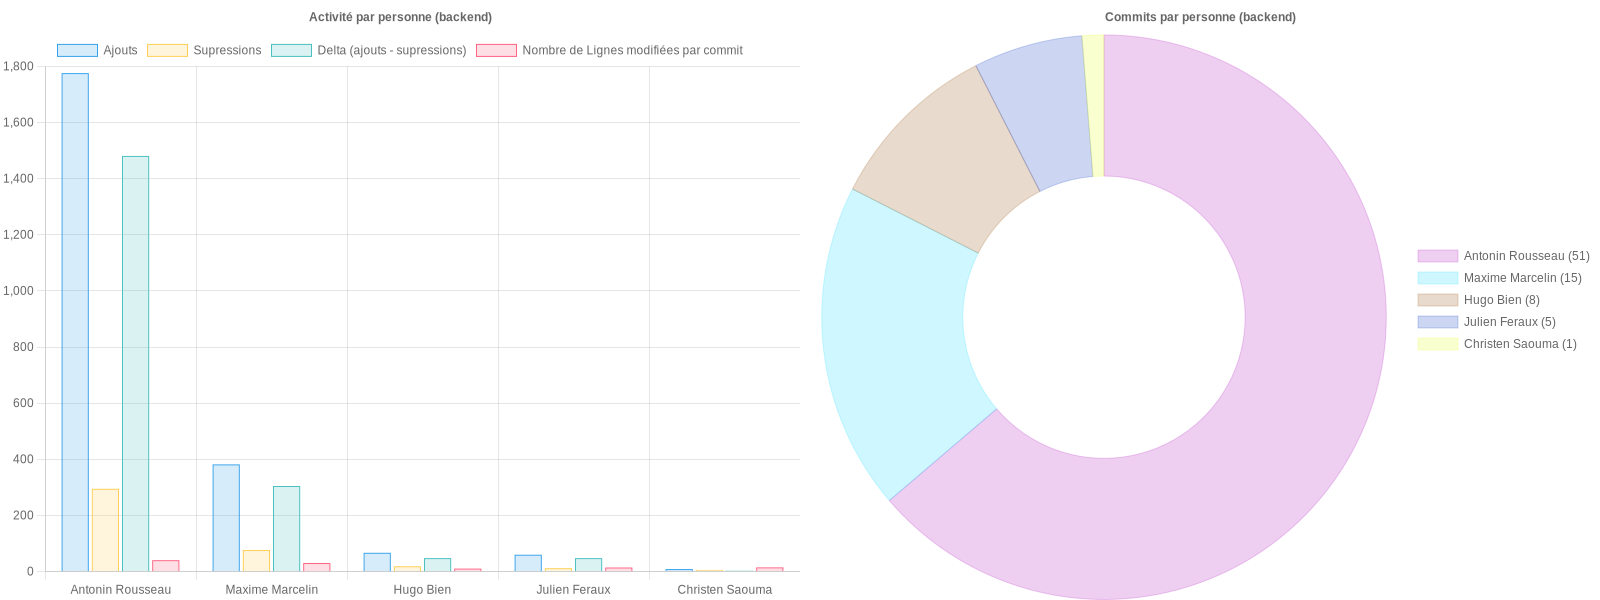 Activité par personne (backend)
Ajouts
Supressions
Delta (ajouts - supressions)
Nombre de Lignes modifiées par commit
1,800
1,600
1,400
1,200
1,000
800
600
400
200
0
Antonin Rousseau
Maxime Marcelin
Hugo Bien
Julien Feraux
Christen Saouma
Commits par personne (backend)
Antonin Rousseau (51)
Maxime Marcelin (15)
Hugo Bien (8)
Julien Feraux (5)
Christen Saouma (1)